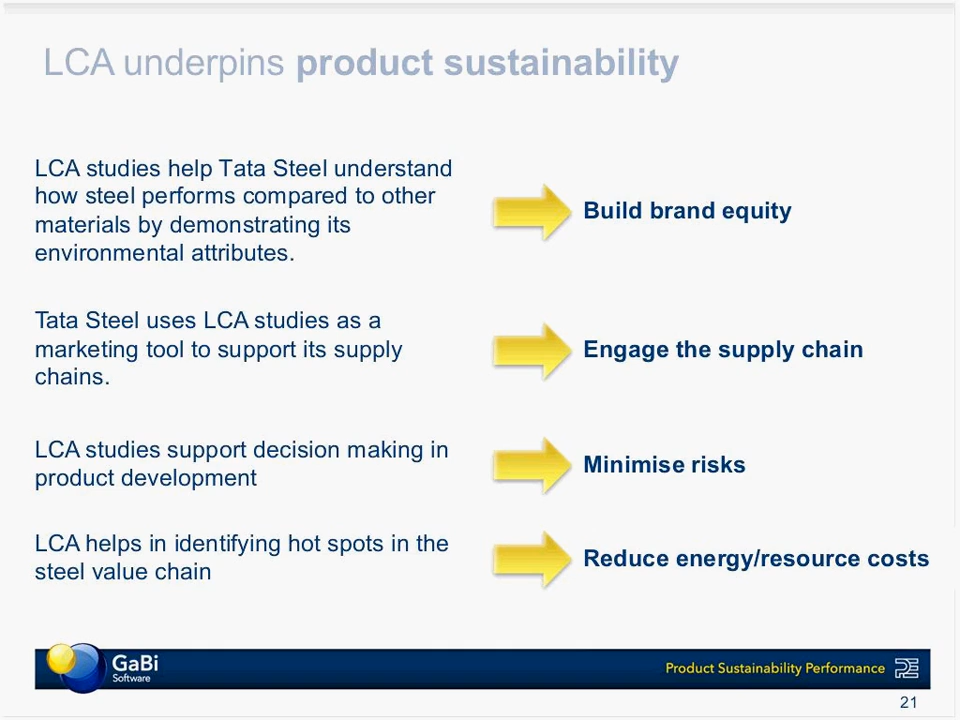 LCA underpins product sustainability
LCA studies help Tata Steel understand
how steel performs compared to other
materials by demonstrating its
environmental attributes.
Build brand equity
Tata Steel uses LCA studies as a
marketing tool to support its supply
chains.
Engage the supply chain
LCA studies support decision making in
product development
Minimise risks
LCA helps in identifying hot spots in the
steel value chain
Reduce energy/resource costs
GaBi
Software
Product Sustainability Performance PE
21